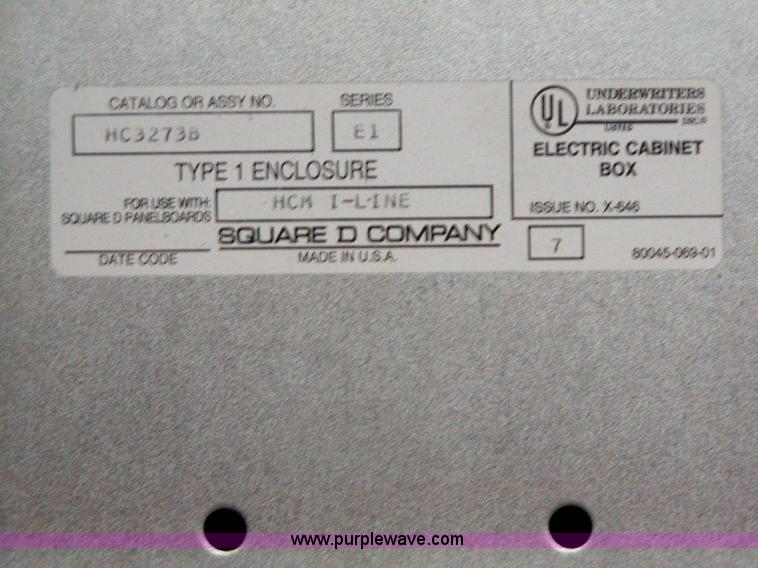 CATALOG OR ASSY NO.
SERIES
HC3273B
E1
TYPE 1 ENCLOSURE
FOR USE WITH:
SQUARE D PANELBOARDS
HCM I-LINE
SQUARE D COMPANY
MADE IN U.S.A.
DATE CODE
UL
UNDERWRITERS
LABORATORIES
INC.®
LISTED
ELECTRIC CABINET
BOX
ISSUE NO. X-646
7
80045-069-01
www.purplewave.com